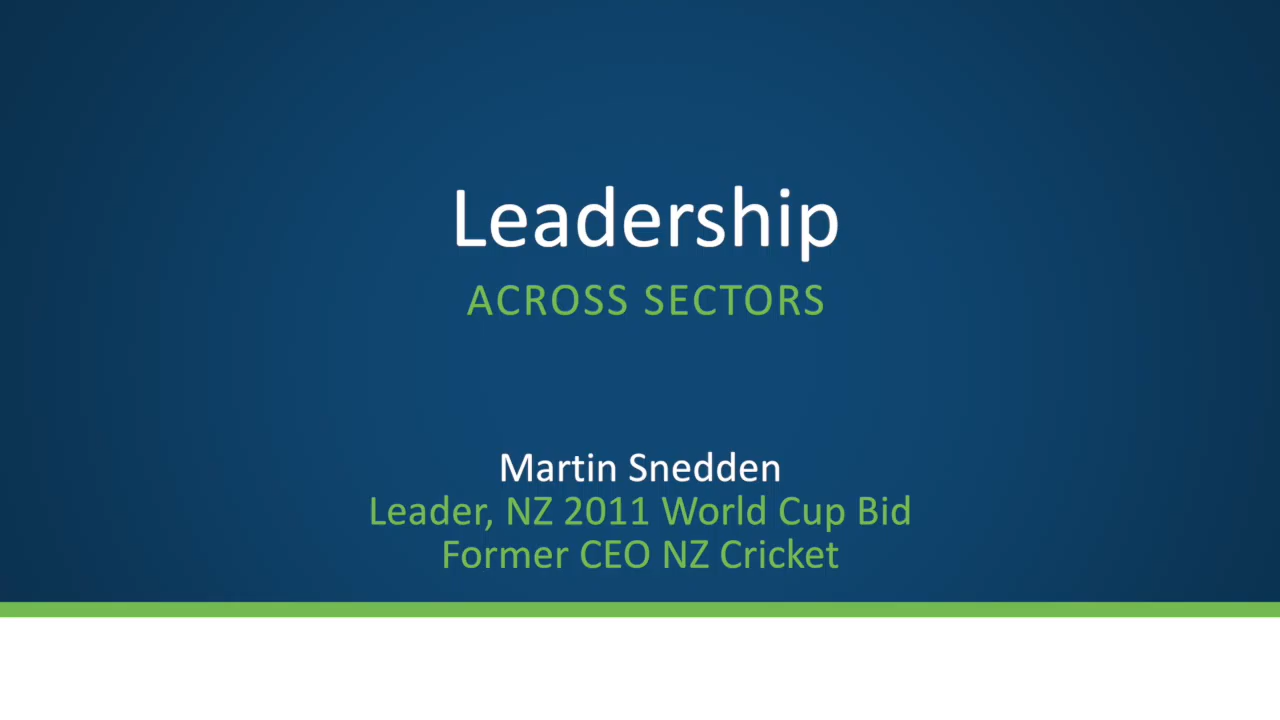 Leadership
ACROSS SECTORS
Martin Snedden
Leader, NZ 2011 World Cup Bid
Former CEO NZ Cricket